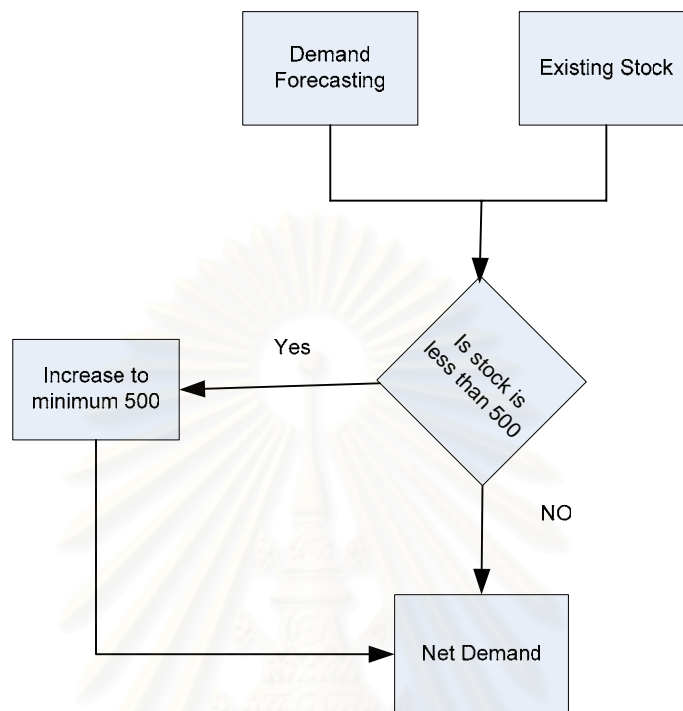 Demand
Forecasting
Existing Stock
Is stock is
less than 500
Yes
Increase to
minimum 500
NO
Net Demand